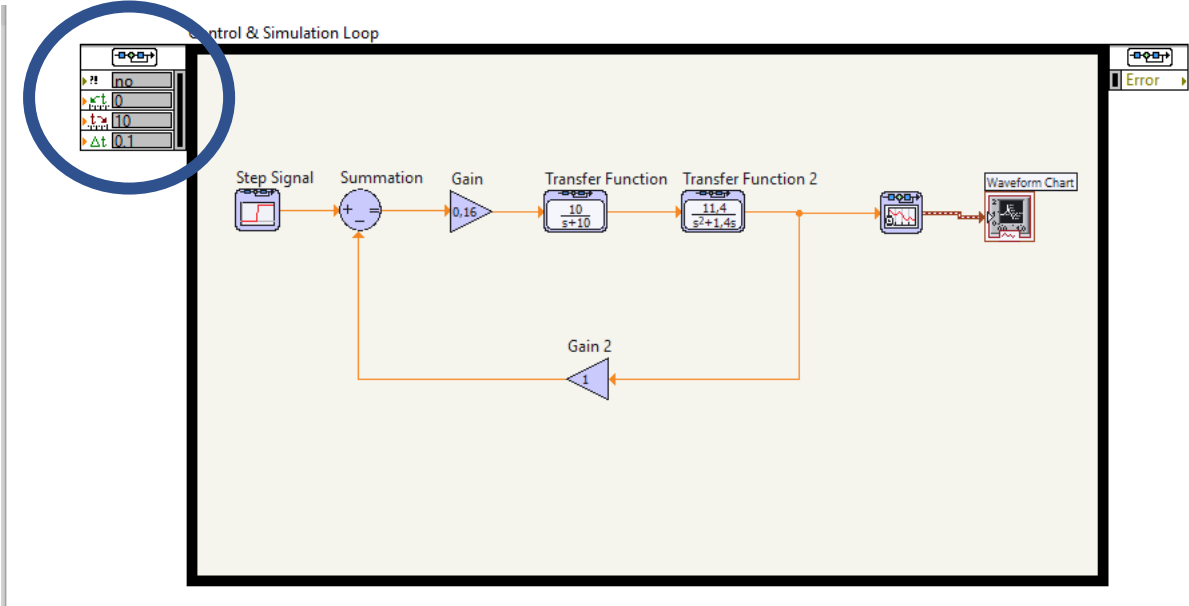 Control & Simulation Loop
?!
no
Error
t
0
t
10
Δt
0.1
Step Signal
Summation
Gain
Transfer Function
Transfer Function 2
Waveform Chart
+
=
_
0,16
10
s+10
11,4
s²+1,4s
Gain 2
1